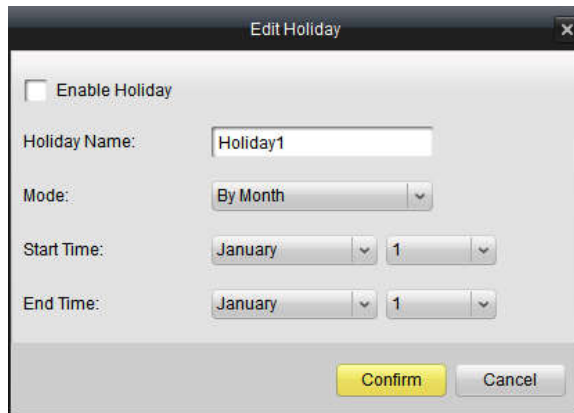 Edit Holiday
Enable Holiday
Holiday Name: Holiday1
Mode: By Month
Start Time: January 1
End Time: January 1
Confirm Cancel